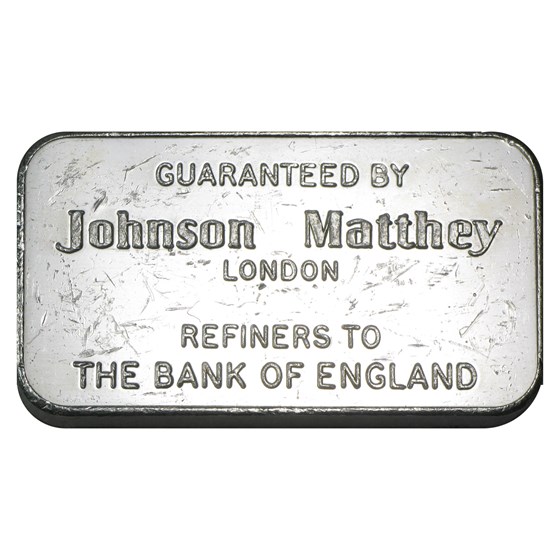 GUARANTEED BY
Johnson Matthey
LONDON
REFINERS TO
THE BANK OF ENGLAND